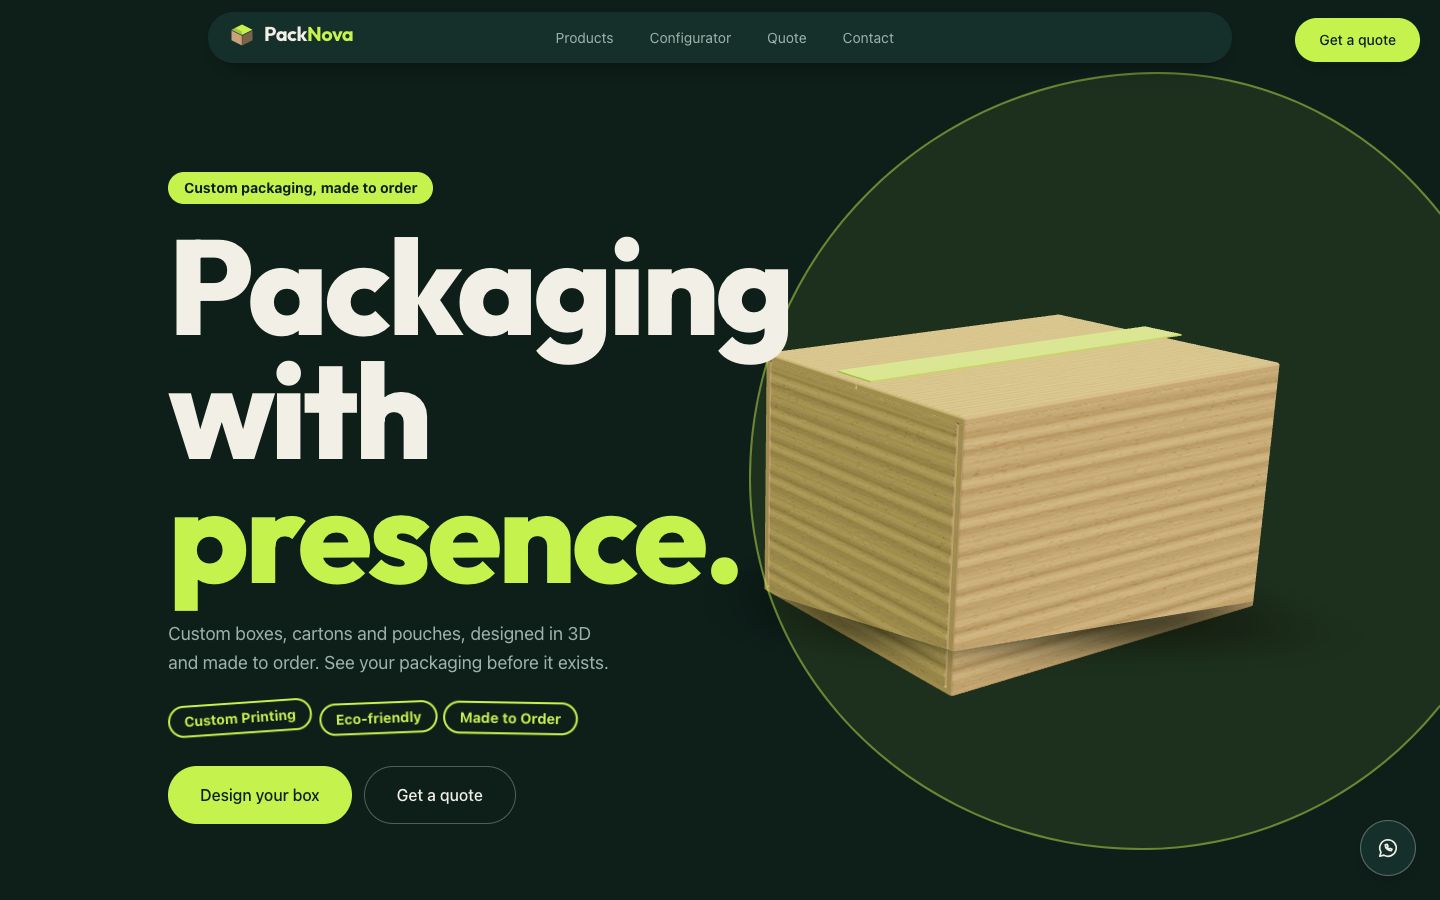 PackNova
Products
Configurator
Quote
Contact
Get a quote
Custom packaging, made to order
Packaging
with
presence.
Custom boxes, cartons and pouches, designed in 3D
and made to order. See your packaging before it exists.
Custom Printing
Eco-friendly
Made to Order
Design your box
Get a quote